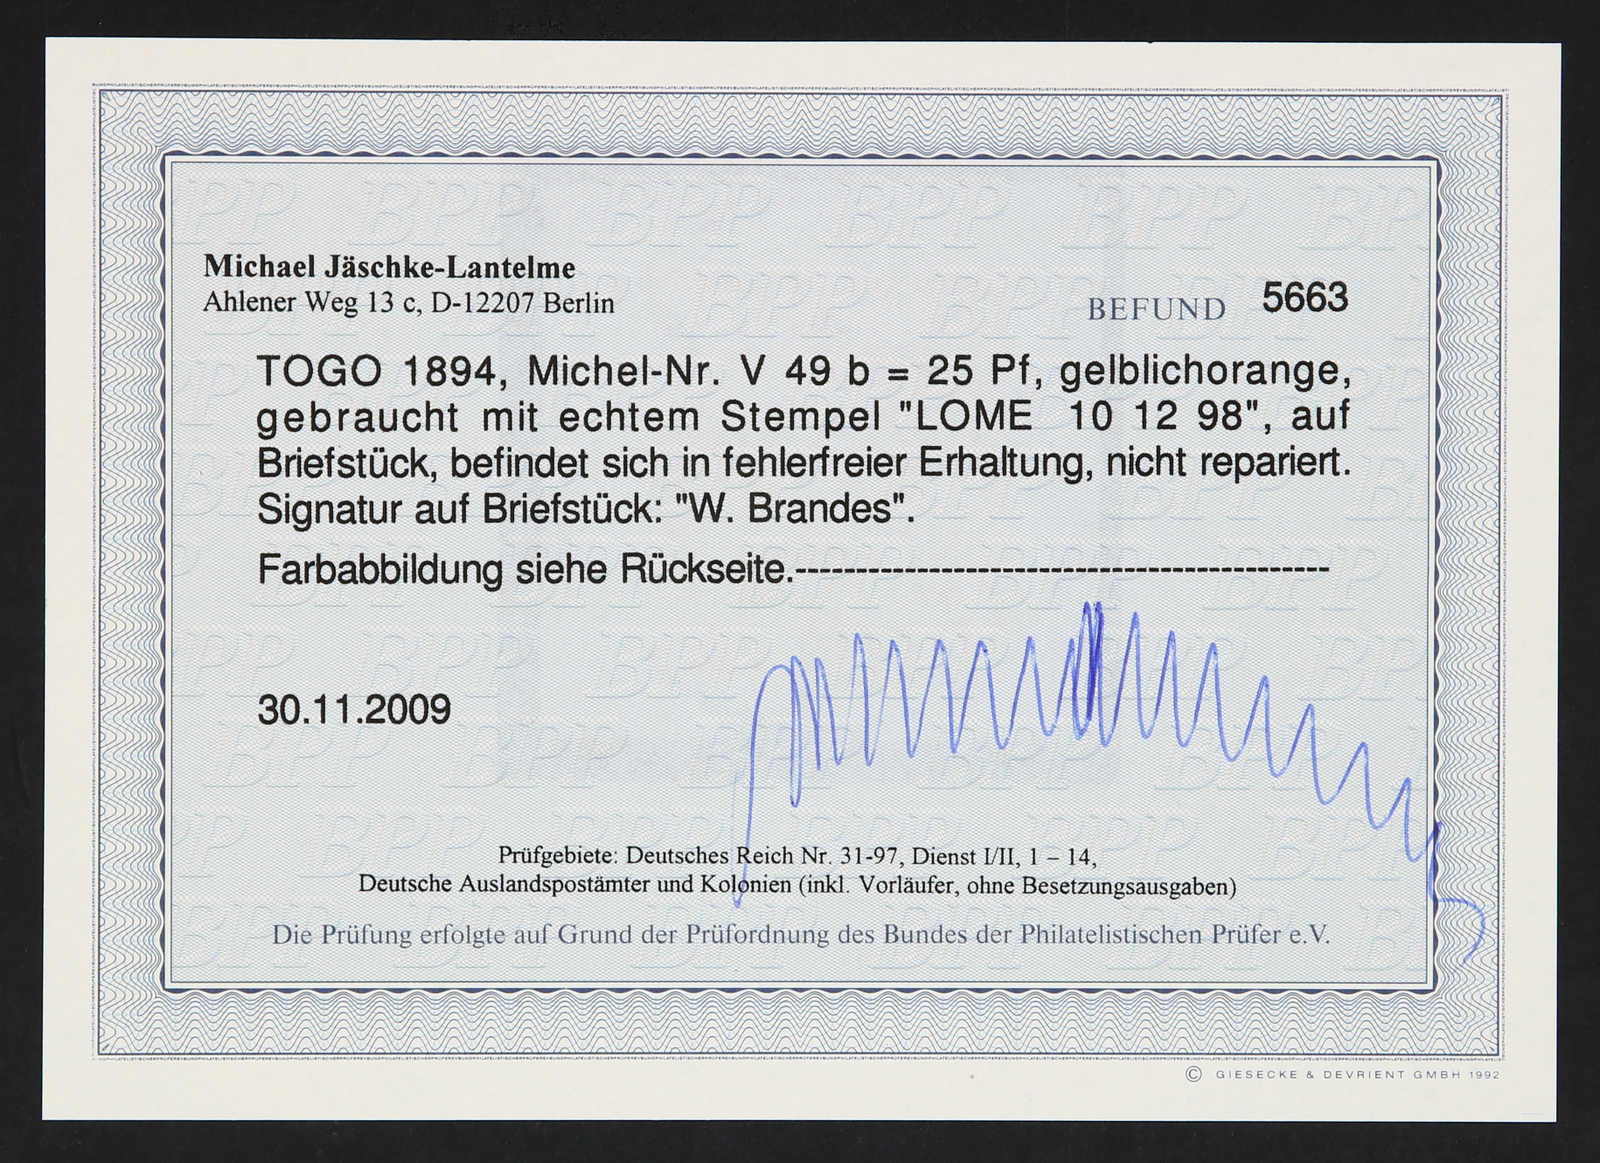 Michael Jäschke-Lantelme
Ahlener Weg 13 c, D-12207 Berlin
BEFUND 5663
TOGO 1894, Michel-Nr. V 49 b = 25 Pf, gelblichorange,
gebraucht mit echtem Stempel "LOME 10 12 98", auf
Briefstück, befindet sich in fehlerfreier Erhaltung, nicht repariert.
Signatur auf Briefstück: "W. Brandes".
Farbabbildung siehe Rückseite.--------------------------------------------
30.11.2009
Prüfgebiete: Deutsches Reich Nr. 31-97, Dienst I/II, 1 – 14,
Deutsche Auslandspostämter und Kolonien (inkl. Vorläufer, ohne Besetzungsausgaben)
Die Prüfung erfolgte auf Grund der Prüfordnung des Bundes der Philatelistischen Prüfer e.V.
© GIESECKE & DEVRIENT GMBH 1992